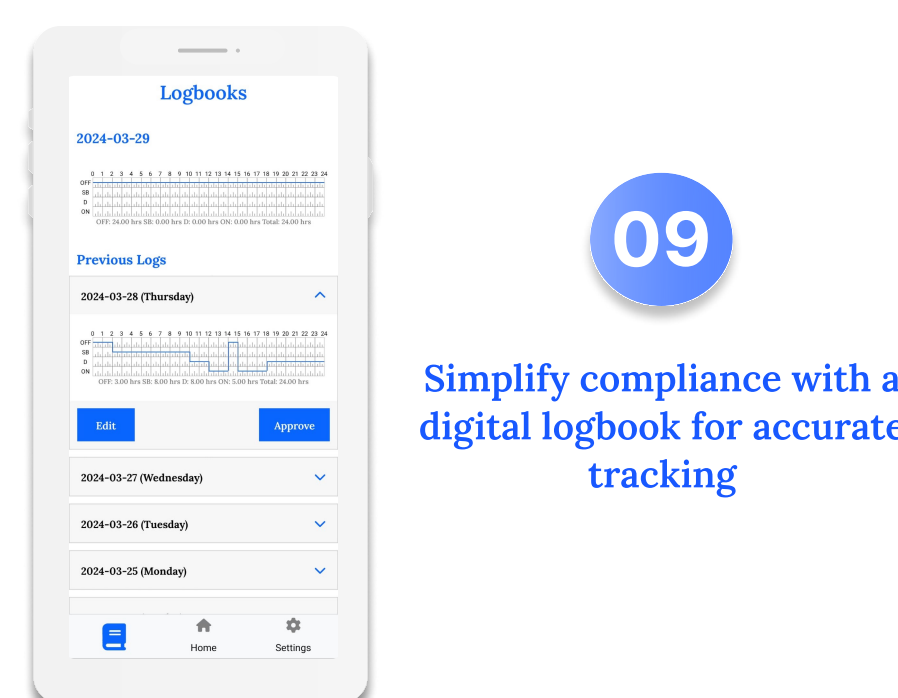 Logbooks
2024-03-29
0 1 2 3 4 5 6 7 8 9 10 11 12 13 14 15 16 17 18 19 20 21 22 23 24
OFF
SB
D
ON
OFF: 24.00 hrs SB: 0.00 hrs D: 0.00 hrs ON: 0.00 hrs Total: 24.00 hrs
Previous Logs
2024-03-28 (Thursday)
0 1 2 3 4 5 6 7 8 9 10 11 12 13 14 15 16 17 18 19 20 21 22 23 24
OFF
SB
D
ON
OFF: 3.00 hrs SB: 8.00 hrs D: 8.00 hrs ON: 5.00 hrs Total: 24.00 hrs
Edit
Approve
2024-03-27 (Wednesday)
2024-03-26 (Tuesday)
2024-03-25 (Monday)
Home
Settings
09
Simplify compliance with a
digital logbook for accurate
tracking